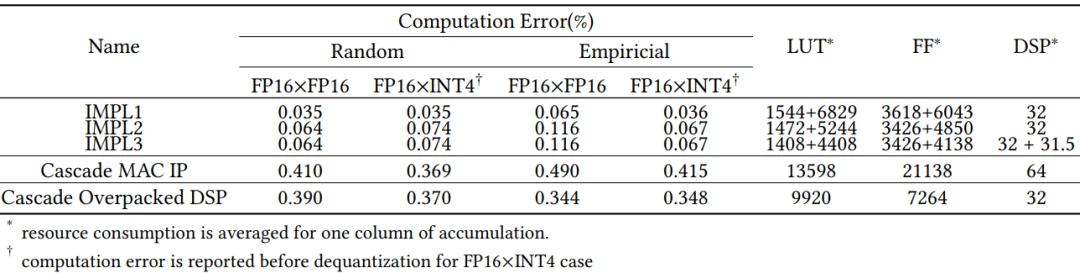 Name Computation Error(%) LUT* FF* DSP*
Random Empiricial
FP16×FP16 FP16×INT4† FP16×FP16 FP16×INT4†
IMPL1 0.035 0.035 0.065 0.036 1544+6829 3618+6043 32
IMPL2 0.064 0.074 0.116 0.067 1472+5244 3426+4850 32
IMPL3 0.064 0.074 0.116 0.067 1408+4408 3426+4138 32 + 31.5
Cascade MAC IP 0.410 0.369 0.490 0.415 13598 21138 64
Cascade Overpacked DSP 0.390 0.370 0.344 0.348 9920 7264 32
* resource consumption is averaged for one column of accumulation.
† computation error is reported before dequantization for FP16×INT4 case